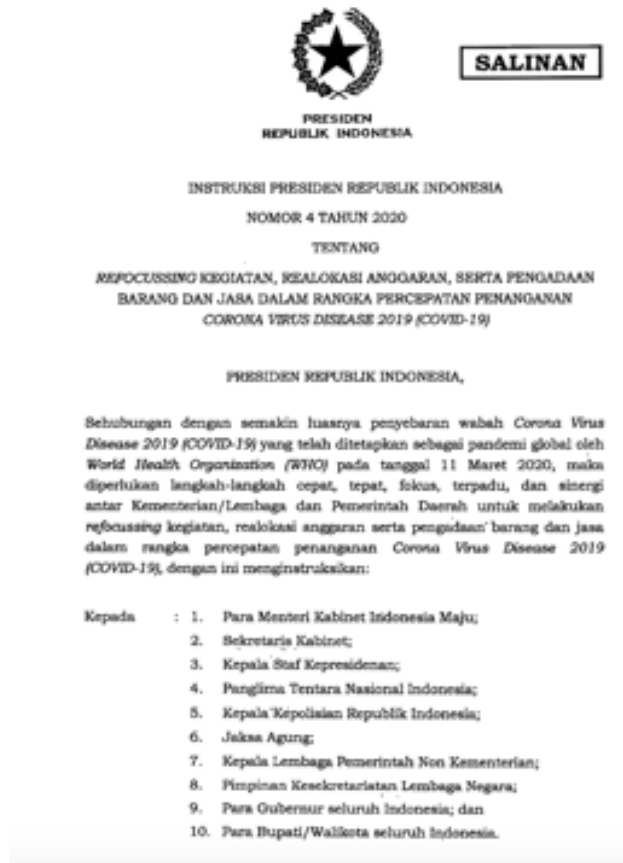 SALINAN
PRESIDEN
REPUBLIK INDONESIA
INSTRUKSI PRESIDEN REPUBLIK INDONESIA
NOMOR 4 TAHUN 2020
TENTANG
REFOCUSSING KEGIATAN, REALOKASI ANGGARAN, SERTA PENGADAAN
BARANG DAN JASA DALAM RANGKA PERCEPATAN PENANGANAN
CORONA VIRUS DISEASE 2019 (COVID-19)
PRESIDEN REPUBLIK INDONESIA,
Sehubungan dengan semakin luasnya penyebaran wabah Corona Virus
Disease 2019 (COVID-19) yang telah ditetapkan sebagai pandemi global oleh
World Health Organization (WHO) pada tanggal 11 Maret 2020, maka
diperlukan langkah-langkah cepat, tepat, fokus, terpadu, dan sinergi
antar Kementerian/Lembaga dan Pemerintah Daerah untuk melakukan
refocussing kegiatan, realokasi anggaran serta pengadaan barang dan jasa
dalam rangka percepatan penanganan Corona Virus Disease 2019
(COVID-19), dengan ini menginstruksikan:
Kepada : 1. Para Menteri Kabinet Indonesia Maju;
2. Sekretaris Kabinet;
3. Kepala Staf Kepresidenan;
4. Panglima Tentara Nasional Indonesia;
5. Kepala Kepolisian Republik Indonesia;
6. Jaksa Agung;
7. Kepala Lembaga Pemerintah Non Kementerian;
8. Pimpinan Kesekretariatan Lembaga Negara;
9. Para Gubernur seluruh Indonesia; dan
10. Para Bupati/Walikota seluruh Indonesia.